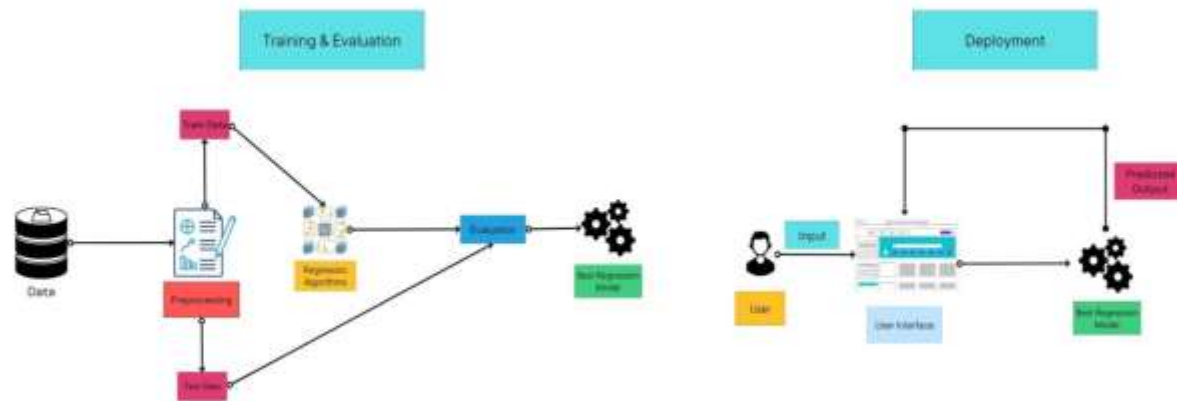 Training & Evaluation
Deployment
Train Data
Predicted
Output
Input
Evaluation
Data
Regression
Algorithms
Best Regression
Model
Preprocessing
User
User Interface
Best Regression
Model
Test Data